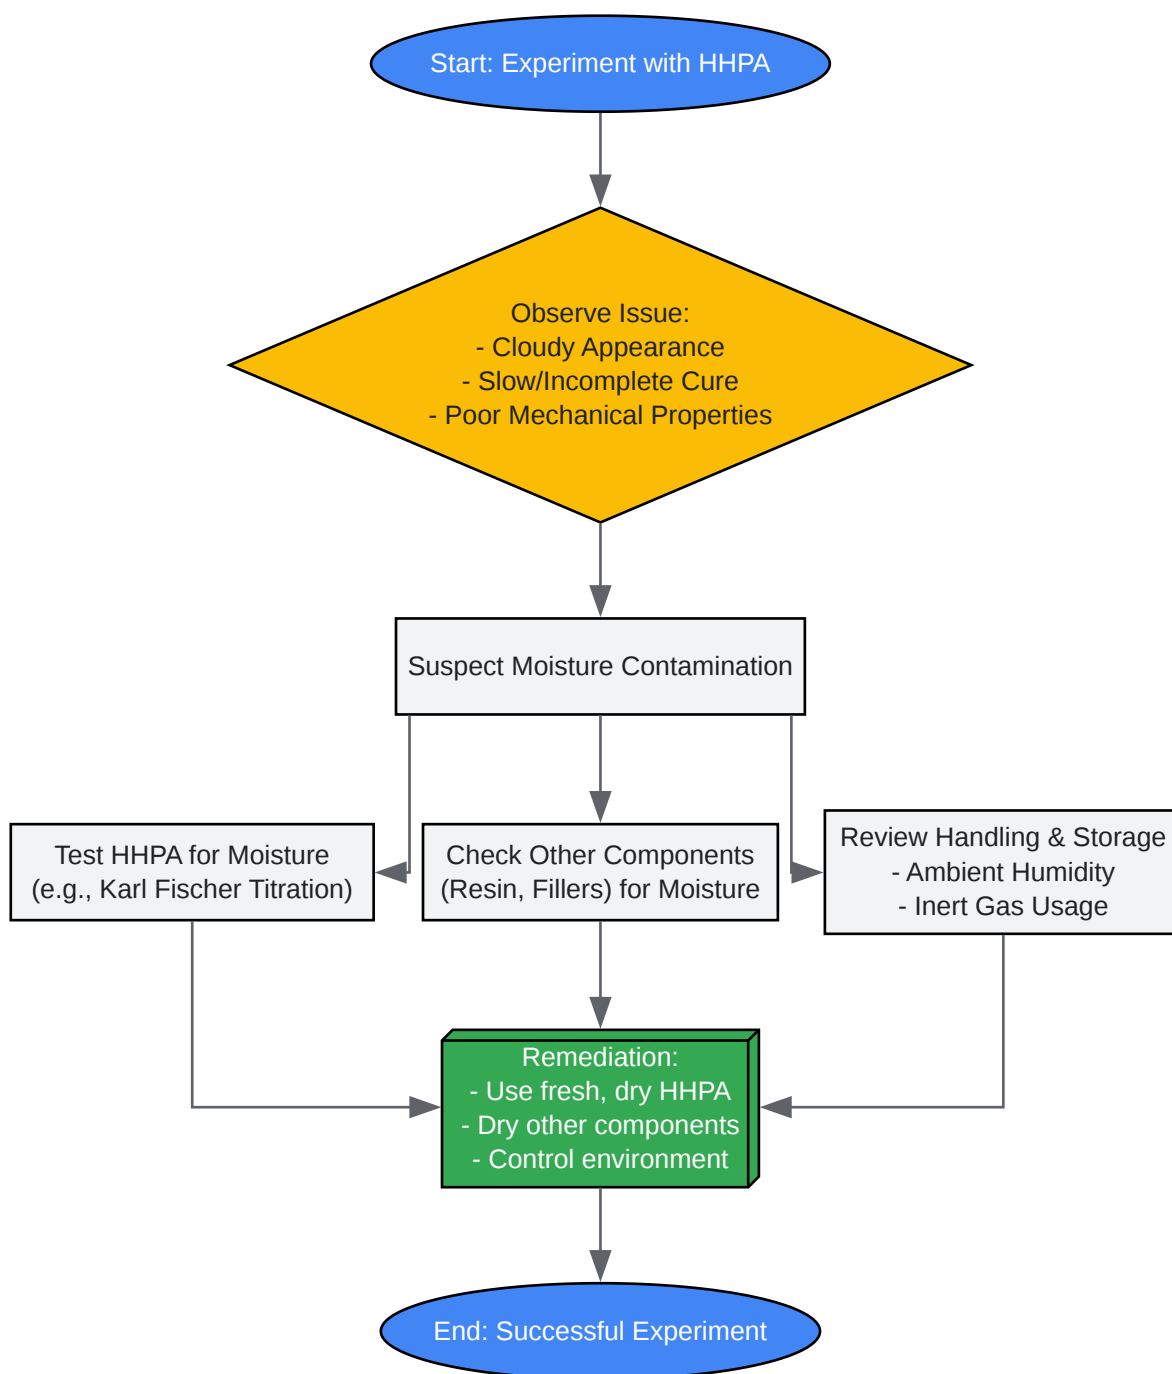 Start: Experiment with HHPA
Observe Issue:
- Cloudy Appearance
- Slow/Incomplete Cure
- Poor Mechanical Properties
Suspect Moisture Contamination
Test HHPA for Moisture
(e.g., Karl Fischer Titration)
Check Other Components
(Resin, Fillers) for Moisture
Review Handling & Storage
- Ambient Humidity
- Inert Gas Usage
Remediation:
- Use fresh, dry HHPA
- Dry other components
- Control environment
End: Successful Experiment